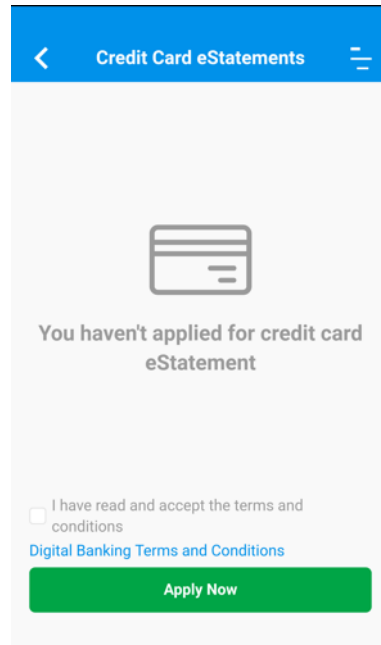 Credit Card eStatements
You haven't applied for credit card
eStatement
I have read and accept the terms and
conditions
Digital Banking Terms and Conditions
Apply Now